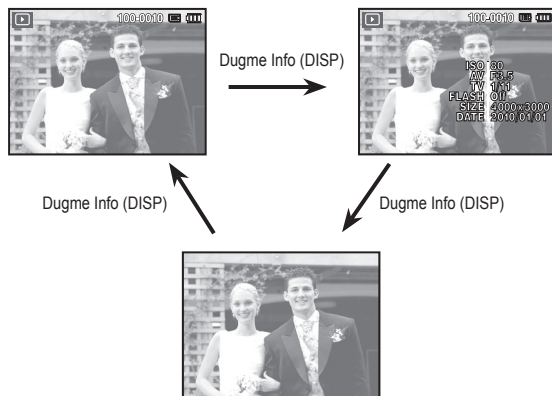 100-0010
100-0010
Dugme Info (DISP)
ISO 80
AV F3.5
TV 1/11
FLASH Off
SIZE 4000x3000
DATE 2010/01/01
Dugme Info (DISP)
Dugme Info (DISP)